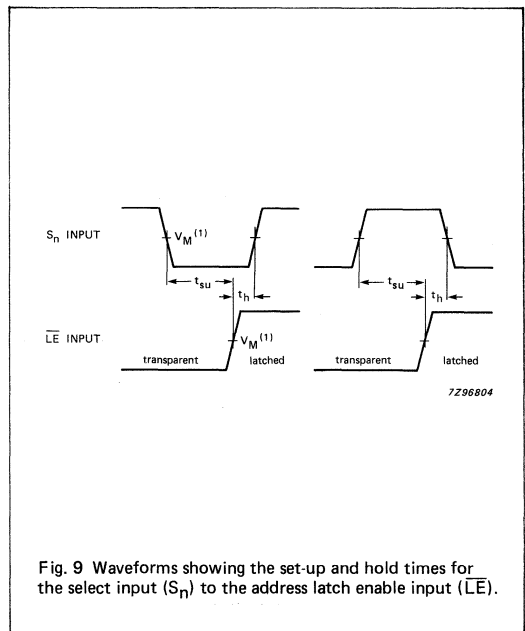 Sn INPUT
VM(1)
tsu
th
tsu
th
LE INPUT
VM(1)
transparent
latched
transparent
latched
7Z96804
Fig. 9 Waveforms showing the set-up and hold times for
the select input (Sn) to the address latch enable input (LE).